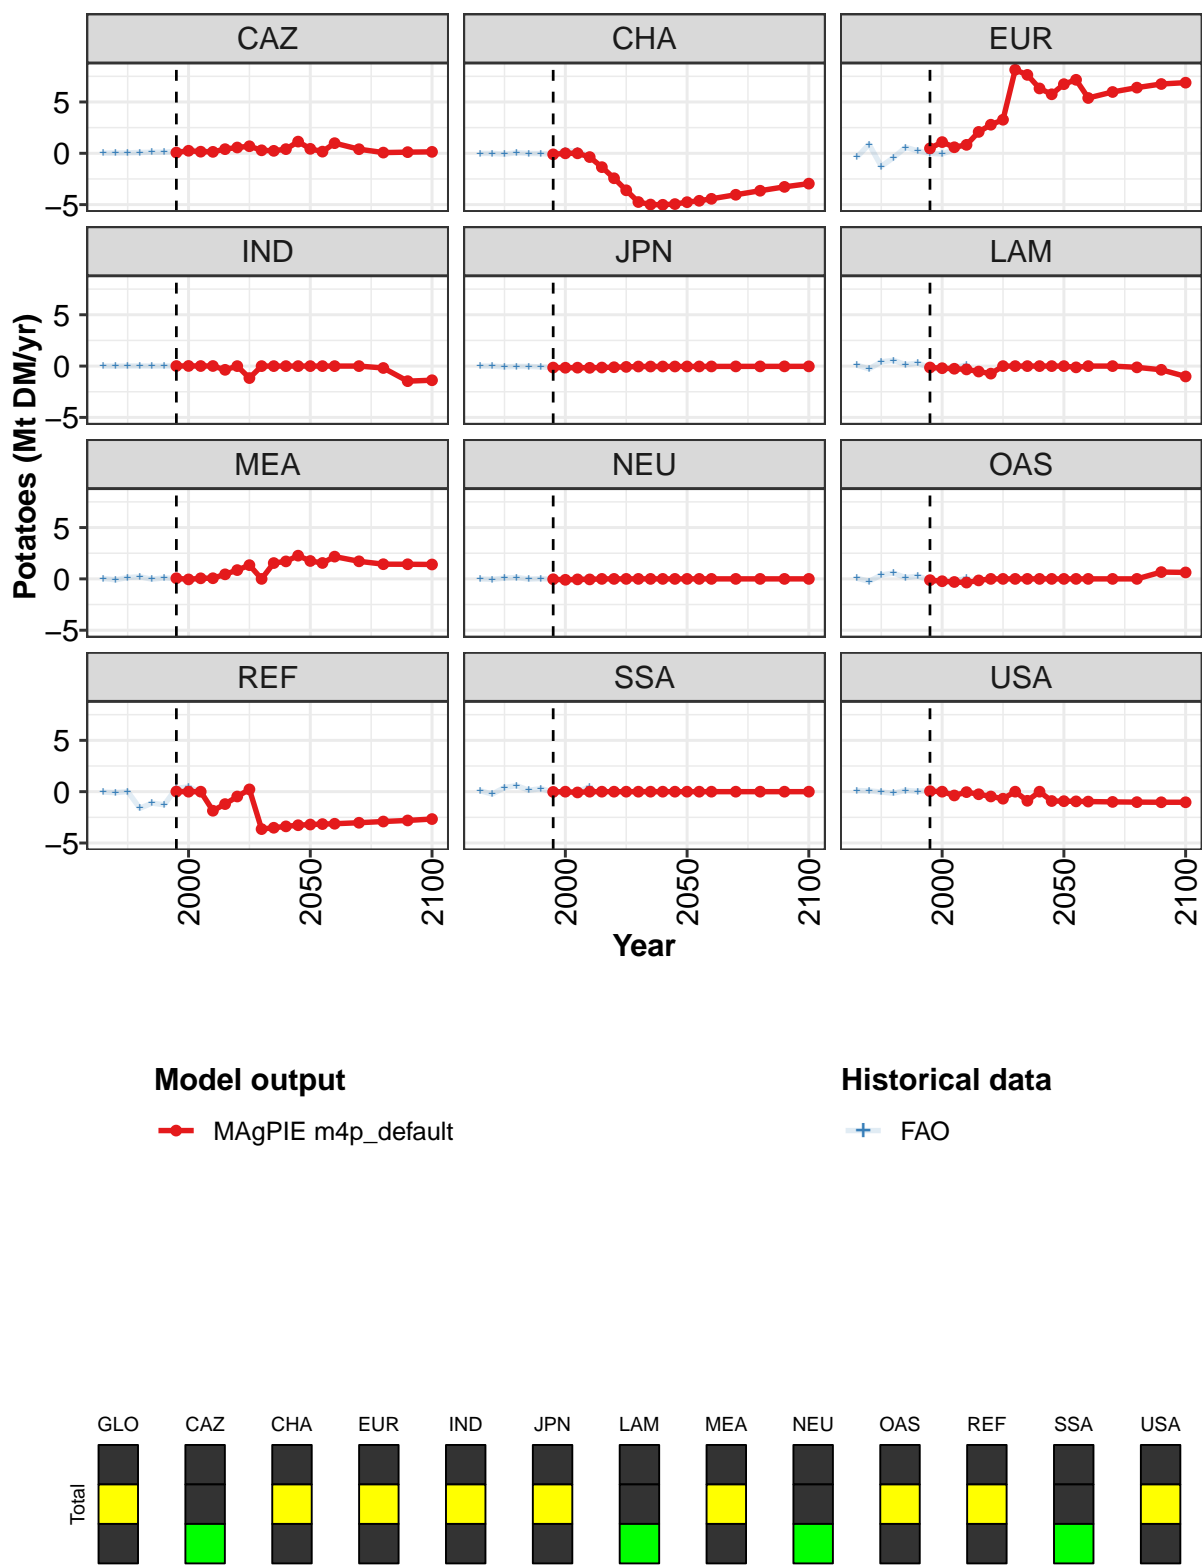 CAZ CHA EUR
5
0
−5
IND JPN LAM
5
0
−5
MEA NEU OAS
5
0
−5
REF SSA USA
5
0
−5
2000 2050 2100 2000 2050 2100 2000 2050 2100
Year
Potatoes (Mt DM/yr)
Model output Historical data
MAgPIE m4p_default FAO
GLO CAZ CHA EUR IND JPN LAM MEA NEU OAS REF SSA USA
Total